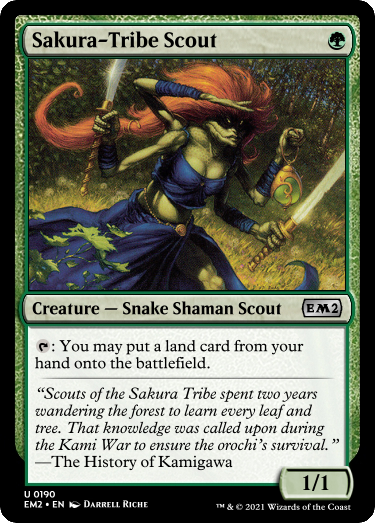 Sakura-Tribe Scout
Creature — Snake Shaman Scout
EM2
: You may put a land card from your
hand onto the battlefield.
“Scouts of the Sakura Tribe spent two years
wandering the forest to learn every leaf and
tree. That knowledge was called upon during
the Kami War to ensure the orochi’s survival.”
—The History of Kamigawa
1/1
U 0190
EM2 • EN Darrell Riche
™ & © 2021 Wizards of the Coast